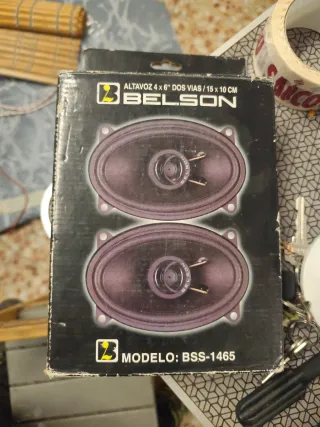 ALTAVOZ 4 x 6" DOS VIAS / 15 x 10 CM
BELSON
MODELO: BSS-1465